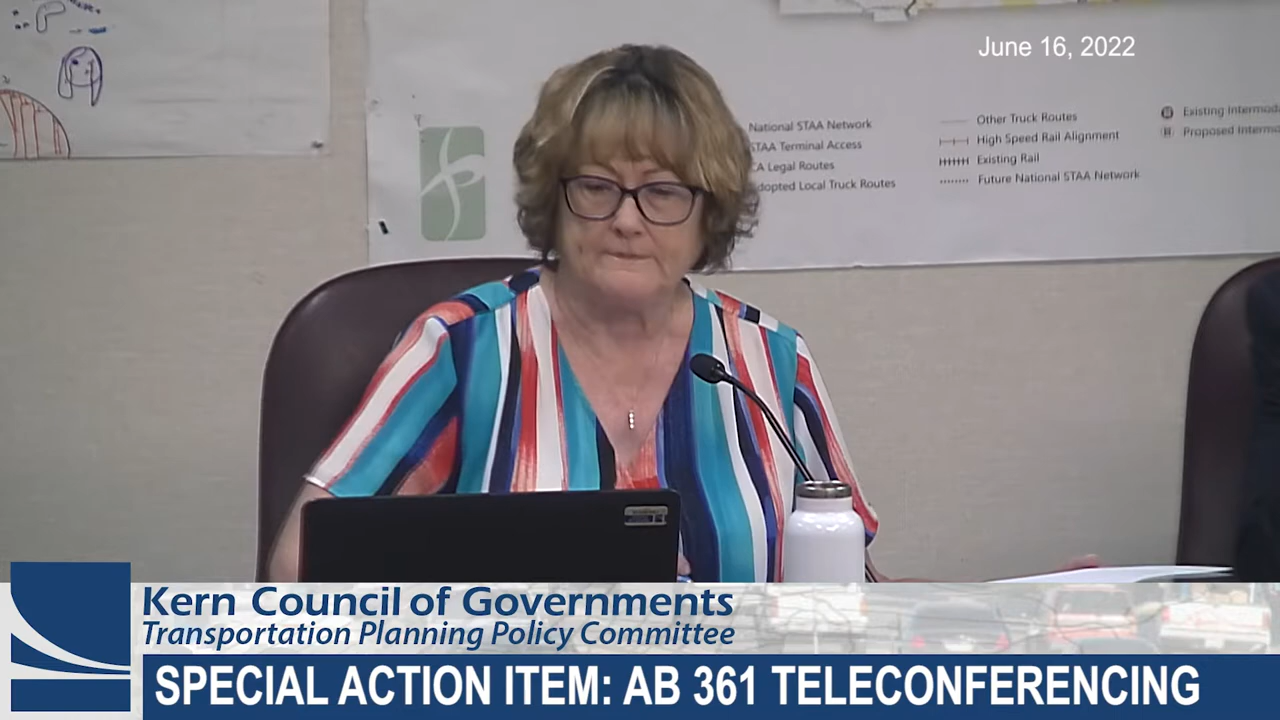 June 16, 2022
National STAA Network
STAA Terminal Access
CA Legal Routes
Adopted Local Truck Routes
Other Truck Routes
High Speed Rail Alignment
Existing Rail
Future National STAA Network
Existing
Proposed
Kern Council of Governments
Transportation Planning Policy Committee
SPECIAL ACTION ITEM: AB 361 TELECONFERENCING